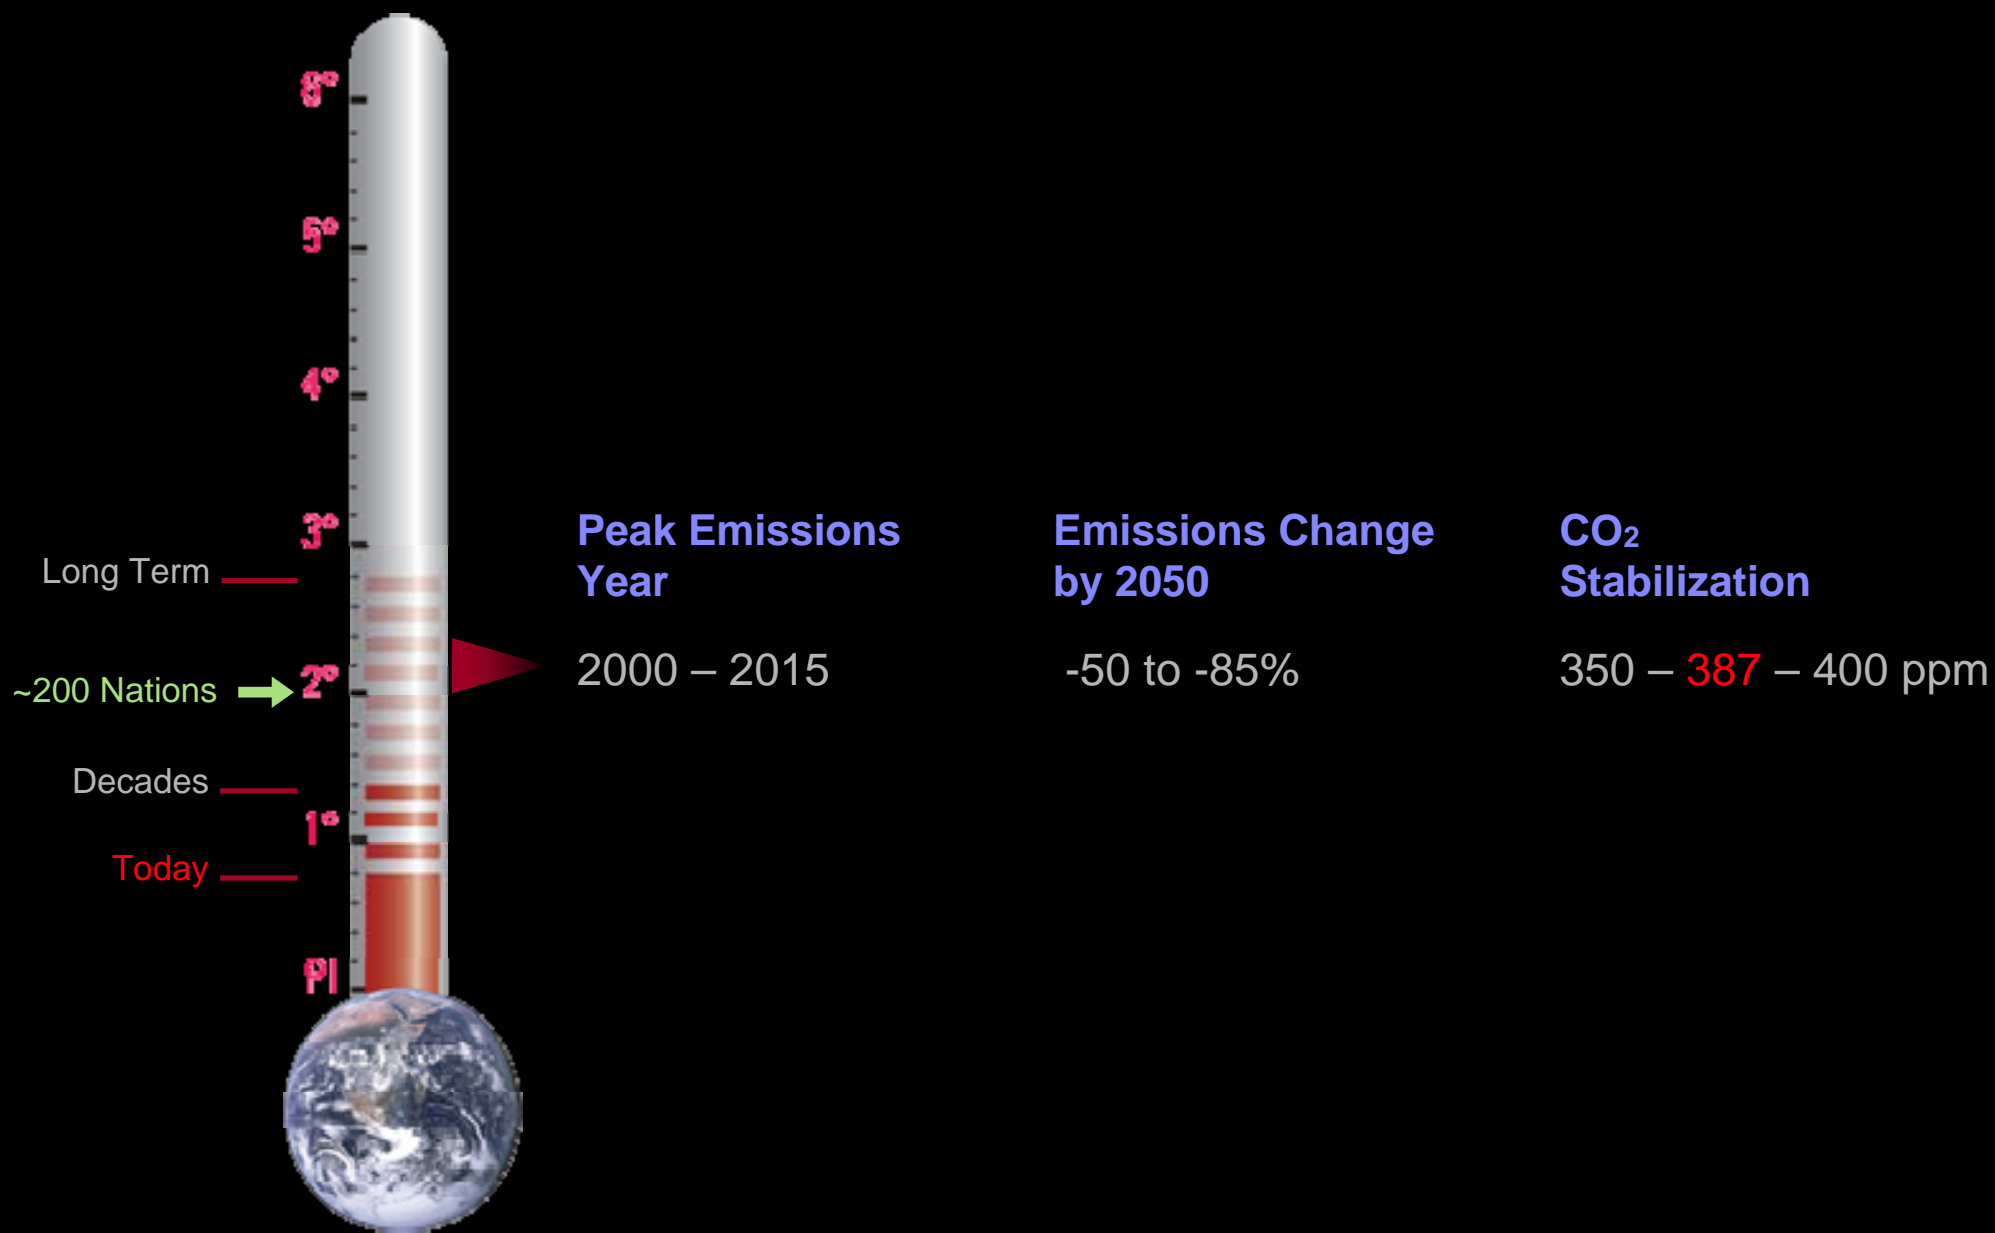 6°
5°
4°
3°
Long Term
~200 Nations
2°
Decades
1°
Today
PI
Peak Emissions
Year
2000 – 2015
Emissions Change
by 2050
-50 to -85%
CO₂
Stabilization
350 – 387 – 400 ppm